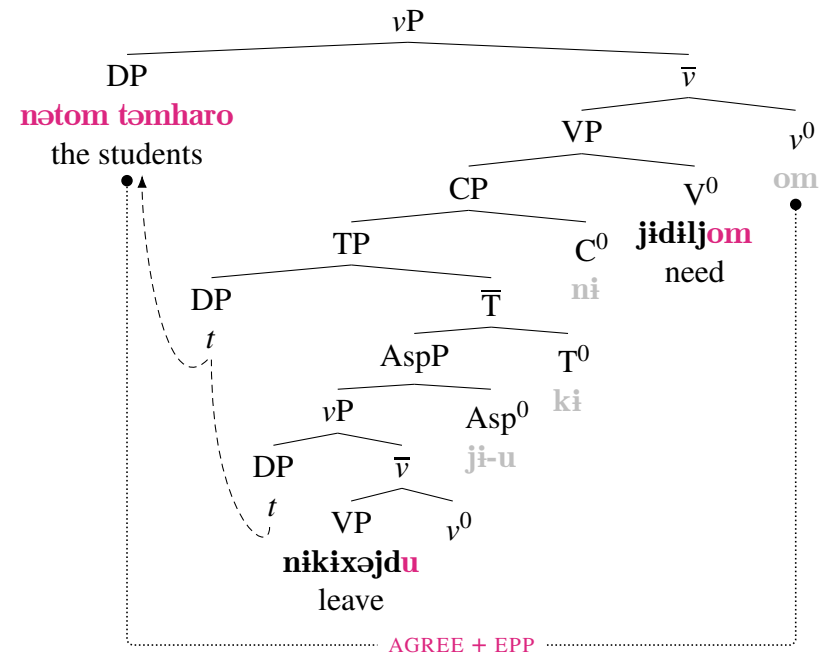 vP
DP v̅
nətom təmharo
the students
VP v⁰
om
CP V⁰
jɨdɨljom
need
TP C⁰
nɨ
DP T̅
t
AspP T⁰
kɨ
vP Asp⁰
jɨ-u
DP v̅
t
VP v⁰
nɨkɨxəjdu
leave
AGREE + EPP